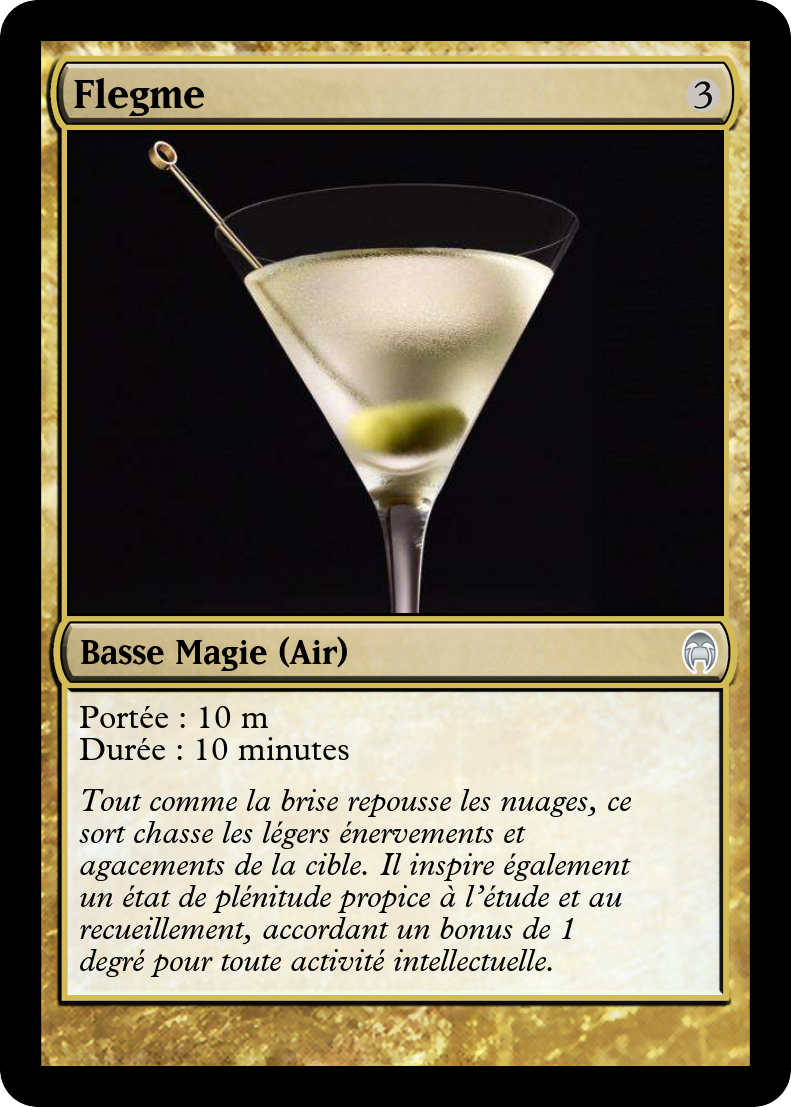 Flegme 3
Basse Magie (Air)
Portée : 10 m
Durée : 10 minutes
Tout comme la brise repousse les nuages, ce
sort chasse les légers énervements et
agacements de la cible. Il inspire également
un état de plénitude propice à l'étude et au
recueillement, accordant un bonus de 1
degré pour toute activité intellectuelle.